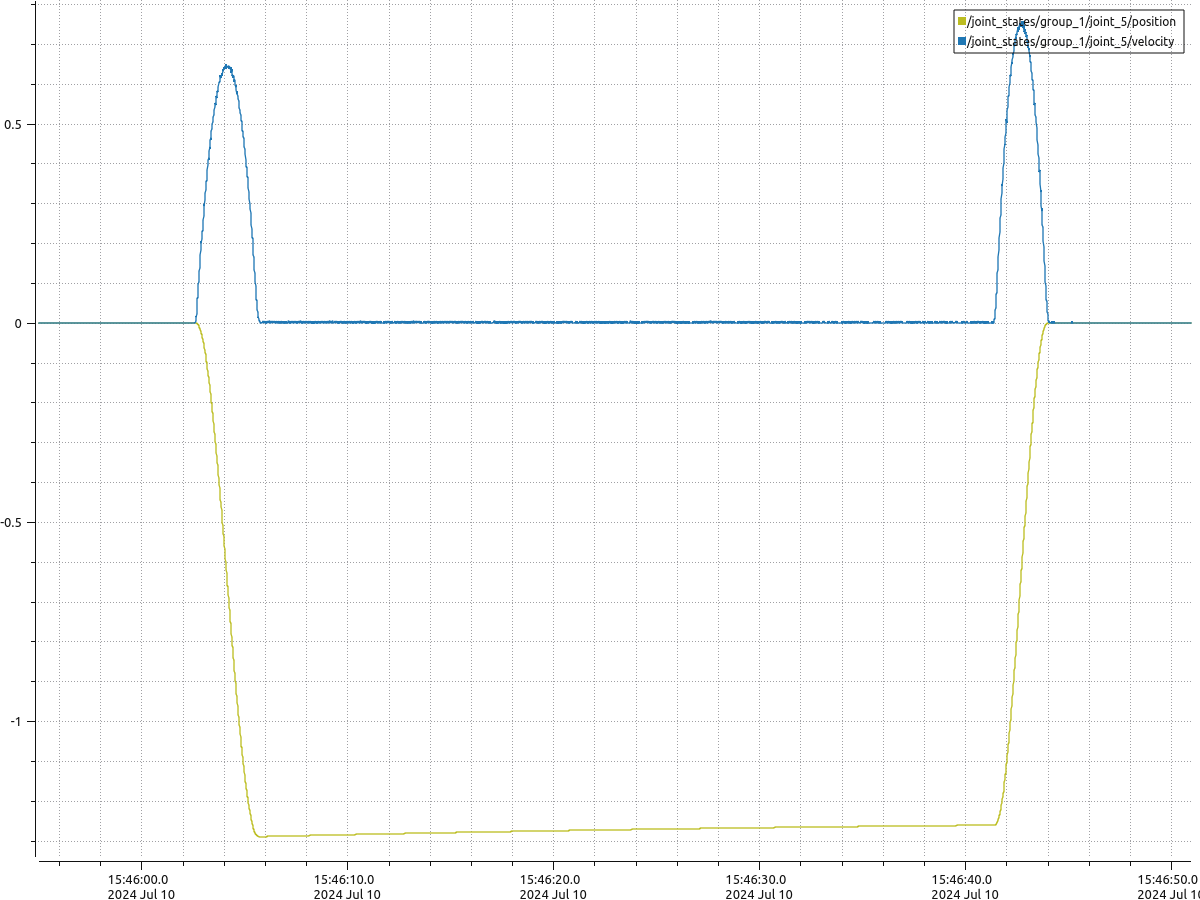 /joint_states/group_1/joint_5/position
/joint_states/group_1/joint_5/velocity
0.5
0
-0.5
-1
15:46:00.0 15:46:10.0 15:46:20.0 15:46:30.0 15:46:40.0 15:46:50.0
2024 Jul 10 2024 Jul 10 2024 Jul 10 2024 Jul 10 2024 Jul 10 2024 Jul 10